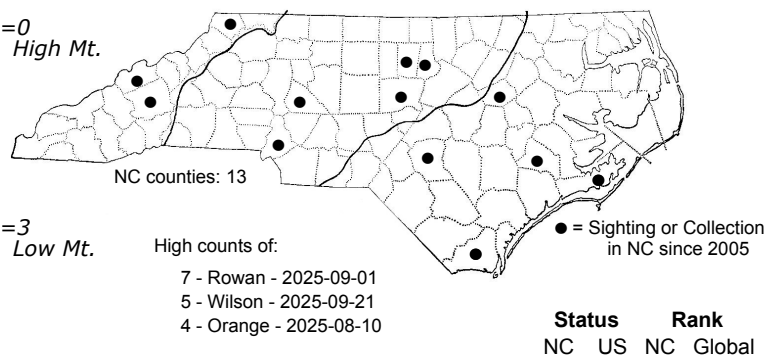 =0
High Mt.
NC counties: 13
=3
Low Mt.
High counts of:
7 - Rowan - 2025-09-01
5 - Wilson - 2025-09-21
4 - Orange - 2025-08-10
● = Sighting or Collection
in NC since 2005
Status Rank
NC US NC Global